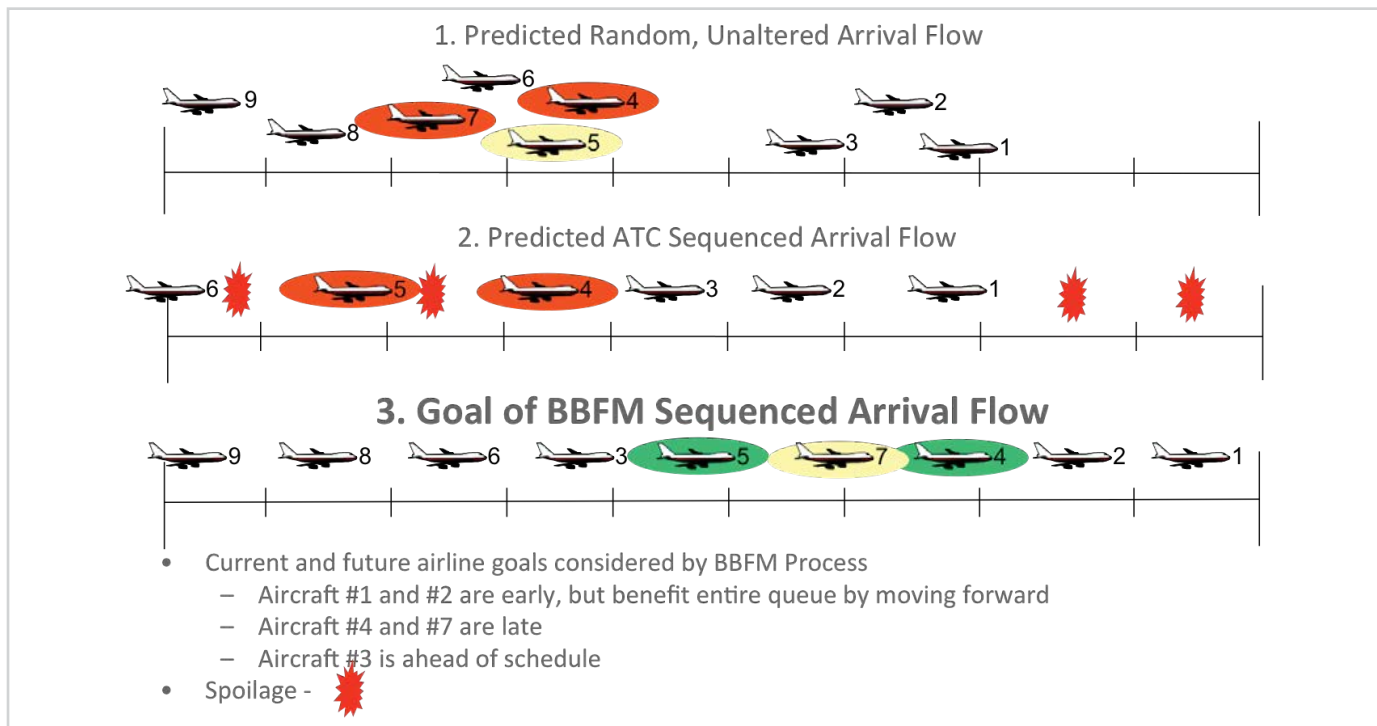 1. Predicted Random, Unaltered Arrival Flow
6
9
4
2
7
8
5
3
1
2. Predicted ATC Sequenced Arrival Flow
6 5 4 3 2 1
3. Goal of BBFM Sequenced Arrival Flow
9 8 6 3 5 7 4 2 1
• Current and future airline goals considered by BBFM Process
– Aircraft #1 and #2 are early, but benefit entire queue by moving forward
– Aircraft #4 and #7 are late
– Aircraft #3 is ahead of schedule
• Spoilage -